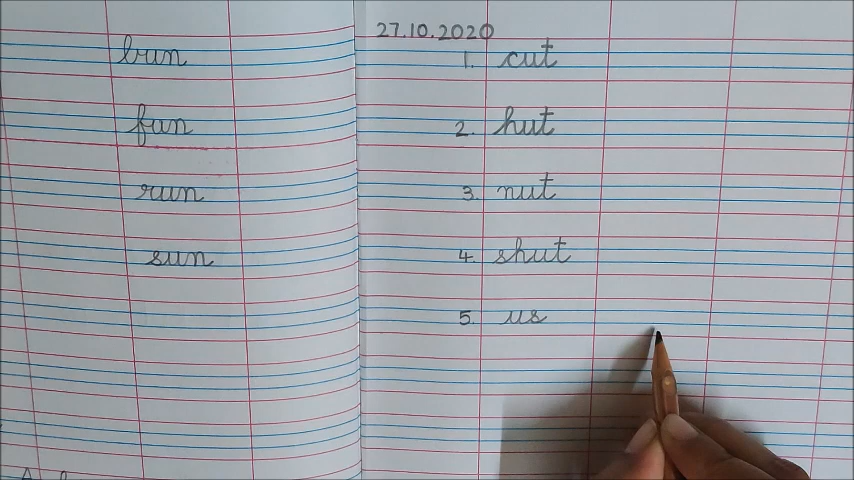 bun
fun
run
sun
27.10.2020
1. cut
2. hut
3. nut
4. shut
5. us